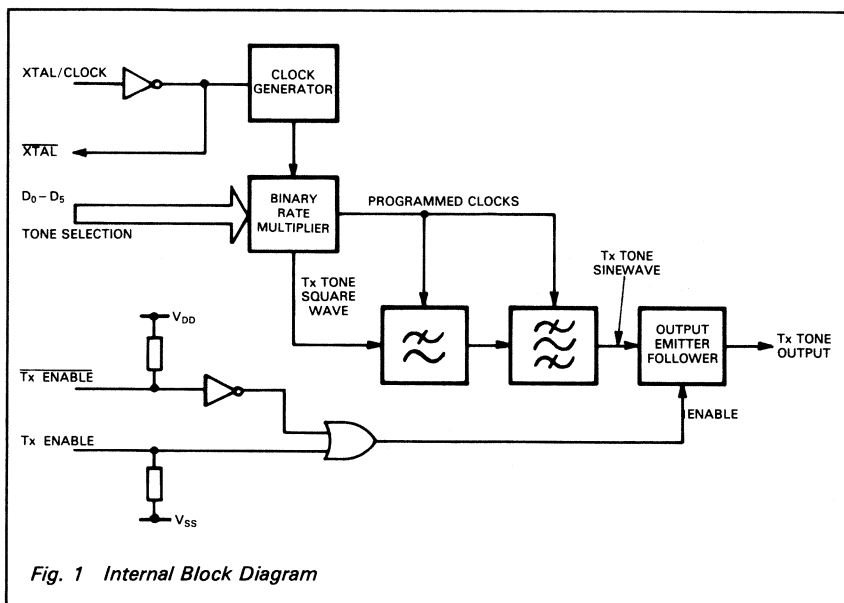 XTAL/CLOCK
CLOCK
GENERATOR
XTAL
D0 – D5
TONE SELECTION
BINARY
RATE
MULTIPLIER
PROGRAMMED CLOCKS
Tx TONE
SQUARE
WAVE
Tx TONE
SINEWAVE
OUTPUT
EMITTER
FOLLOWER
Tx TONE
OUTPUT
VDD
Tx ENABLE
ENABLE
Tx ENABLE
VSS
Fig. 1 Internal Block Diagram